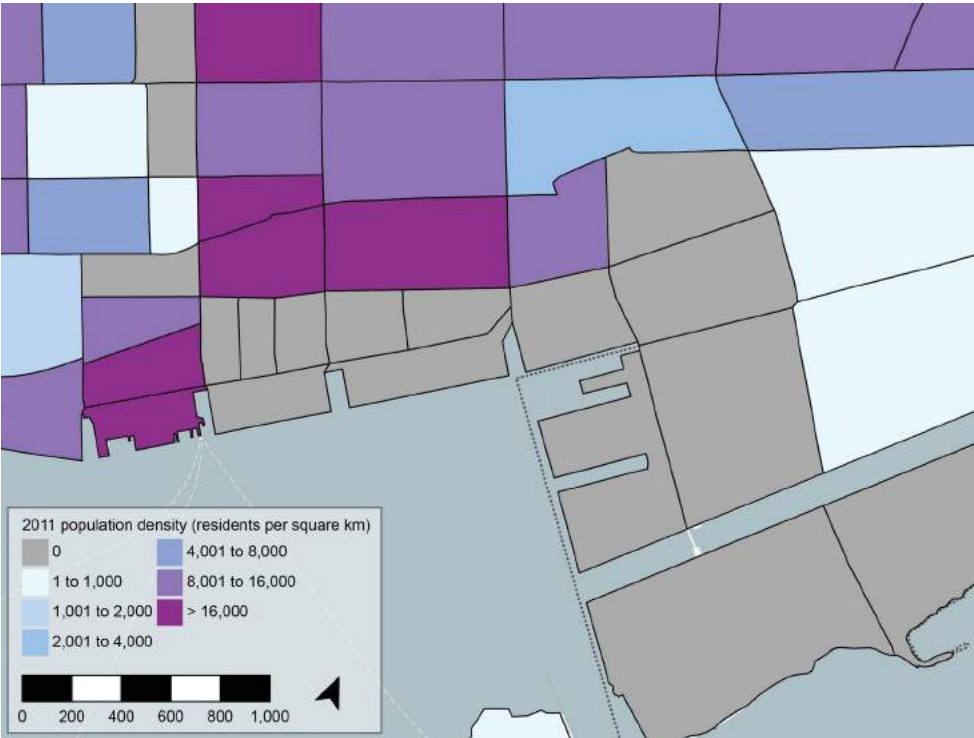 2011 population density (residents per square km)
0
4,001 to 8,000
1 to 1,000
8,001 to 16,000
1,001 to 2,000
> 16,000
2,001 to 4,000
0 200 400 600 800 1,000